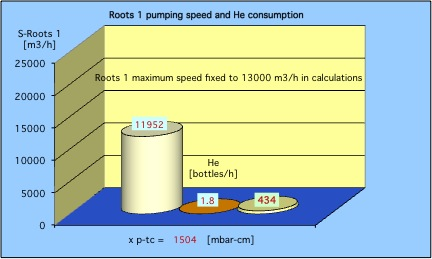 Roots 1 pumping speed and He consumption
S-Roots 1
[m3/h]
25000
Roots 1 maximum speed fixed to 13000 m3/h in calculations
20000
15000
11952
10000
He
[bottles/h]
5000
1.8
434
0
x p-tc = 1504 [mbar-cm]